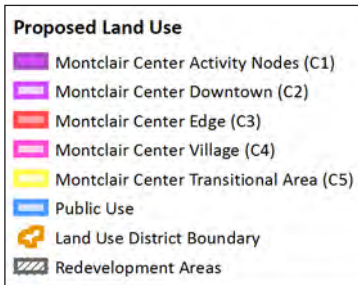 Proposed Land Use
Montclair Center Activity Nodes (C1)
Montclair Center Downtown (C2)
Montclair Center Edge (C3)
Montclair Center Village (C4)
Montclair Center Transitional Area (C5)
Public Use
Land Use District Boundary
Redevelopment Areas